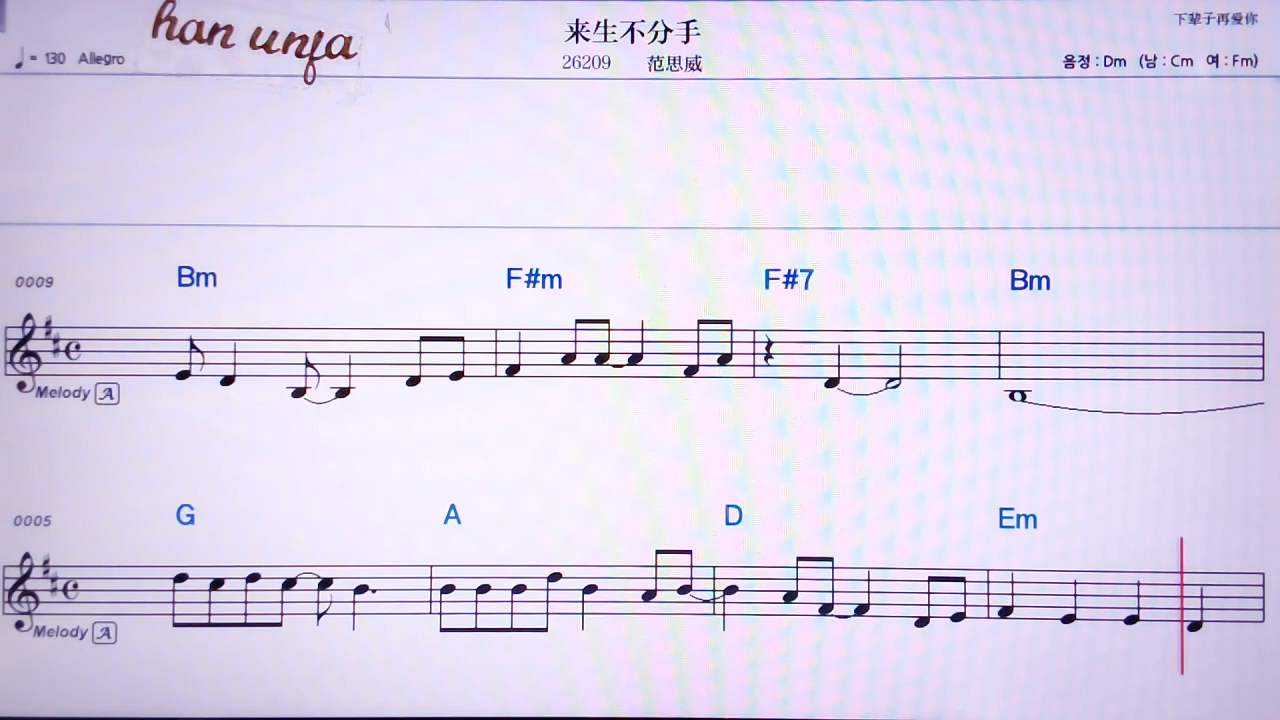 han unfa
来生不分手
下辈子再爱你
♩= 130 Allegro
26209 范思威
음정 : Dm (남 : Cm 여 : Fm)
0009
Bm F#m F#7 Bm
Melody A
0005
G A D Em
Melody A